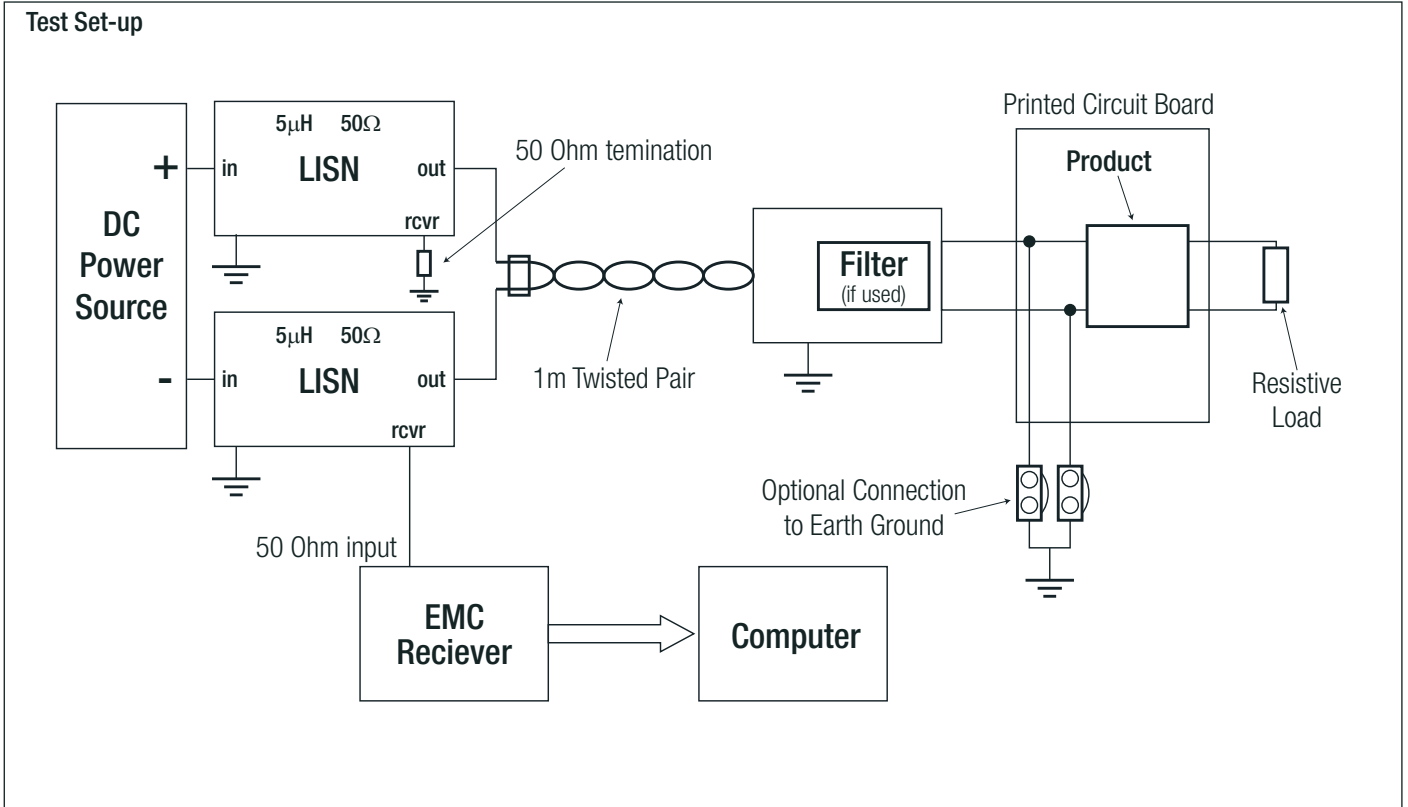 Test Set-up
DC
Power
Source
+
-
5μH 50Ω
in
LISN
out
rcvr
50 Ohm temination
5μH 50Ω
in
LISN
out
rcvr
1m Twisted Pair
Filter
(if used)
Printed Circuit Board
Product
Resistive
Load
Optional Connection
to Earth Ground
50 Ohm input
EMC
Reciever
Computer